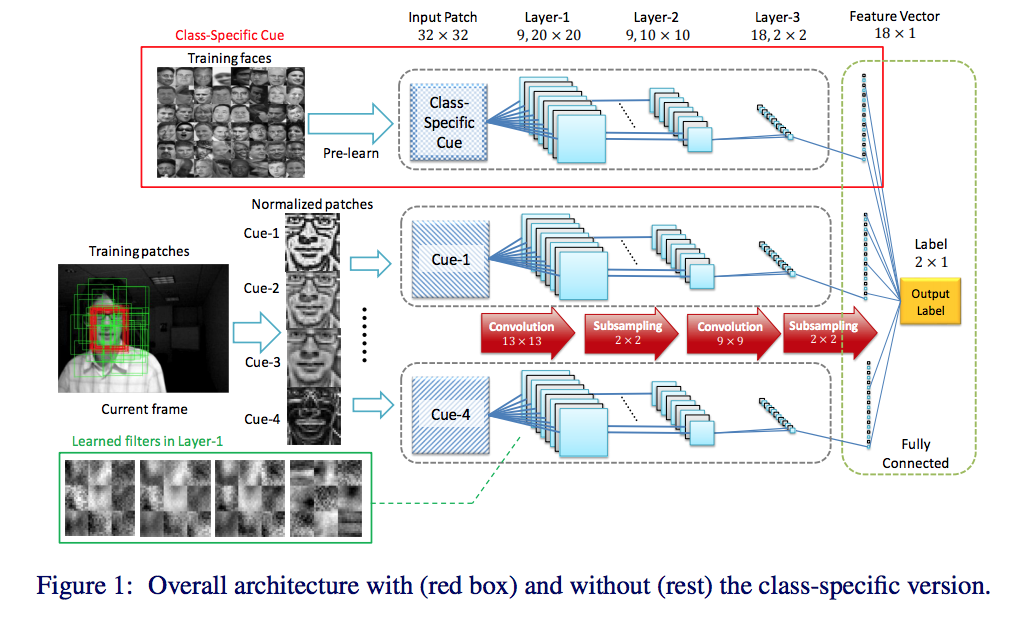 Class-Specific Cue
Input Patch
32 × 32
Layer-1
9, 20 × 20
Layer-2
9, 10 × 10
Layer-3
18, 2 × 2
Feature Vector
18 × 1
Training faces
Pre-learn
Class-
Specific
Cue
Normalized patches
Training patches
Cue-1
Cue-2
Cue-3
Cue-4
Current frame
Cue-1
Convolution
13 × 13
Subsampling
2 × 2
Convolution
9 × 9
Subsampling
2 × 2
Cue-4
Label
2 × 1
Output
Label
Fully
Connected
Learned filters in Layer-1
Figure 1: Overall architecture with (red box) and without (rest) the class-specific version.